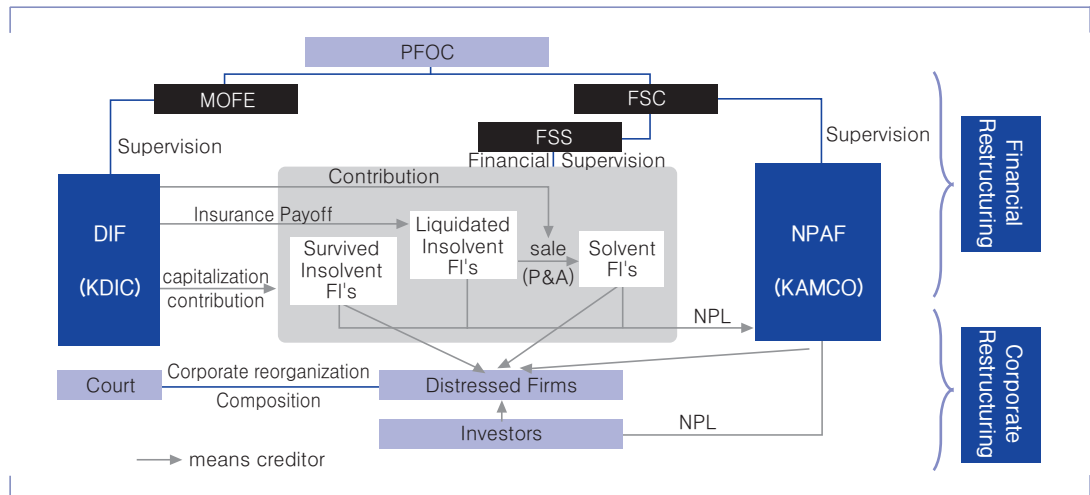 PFOC
MOFE
FSC
FSS
Supervision
Financial Supervision
Supervision
Contribution
DIF
(KDIC)
Insurance Payoff
Liquidated
Insolvent
FI's
Survived
Insolvent
FI's
sale
(P&A)
Solvent
FI's
NPAF
(KAMCO)
capitalization
contribution
NPL
Court
Corporate reorganization
Composition
Distressed Firms
Investors
NPL
means creditor
Financial
Restructuring
Corporate
Restructuring